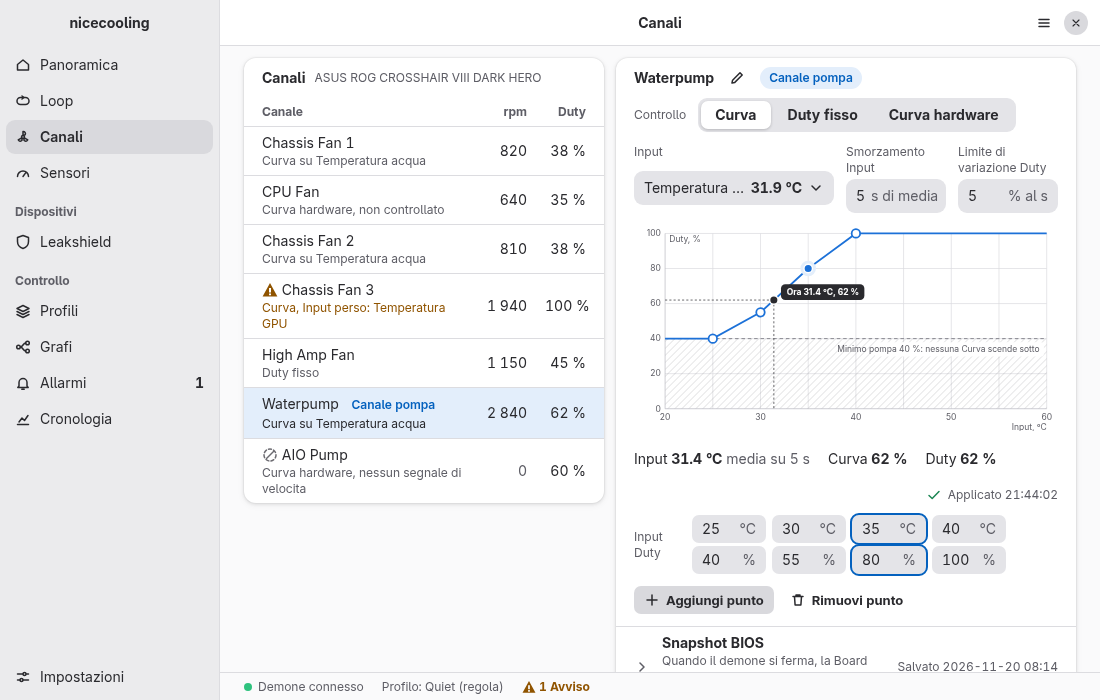 nicecooling
Canali
Panoramica
Loop
Canali
Sensori
Dispositivi
Leakshield
Controllo
Profili
Grafi
Allarmi 1
Cronologia
Impostazioni
Canali ASUS ROG CROSSHAIR VIII DARK HERO
Canale rpm Duty
Chassis Fan 1 820 38 %
Curva su Temperatura acqua
CPU Fan 640 35 %
Curva hardware, non controllato
Chassis Fan 2 810 38 %
Curva su Temperatura acqua
Chassis Fan 3 1 940 100 %
Curva, Input perso: Temperatura
GPU
High Amp Fan 1 150 45 %
Duty fisso
Waterpump Canale pompa 2 840 62 %
Curva su Temperatura acqua
AIO Pump 0 60 %
Curva hardware, nessun segnale di
velocita
Waterpump Canale pompa
Controllo Curva Duty fisso Curva hardware
Input
Smorzamento
Input
Limite di
variazione Duty
Temperatura ... 31.9 °C
5 s di media
5 % al s
100
Duty, %
80
Ora 31.4 °C, 62 %
60
40
Minimo pompa 40 %: nessuna Curva scende sotto
20
0
20 30 40 50 60
Input, °C
Input 31.4 °C media su 5 s Curva 62 % Duty 62 %
Applicato 21:44:02
Input 25 °C 30 °C 35 °C 40 °C
Duty 40 % 55 % 80 % 100 %
Aggiungi punto Rimuovi punto
Snapshot BIOS
Quando il demone si ferma, la Board
Salvato 2026-11-20 08:14
Demone connesso Profilo: Quiet (regola) 1 Avviso